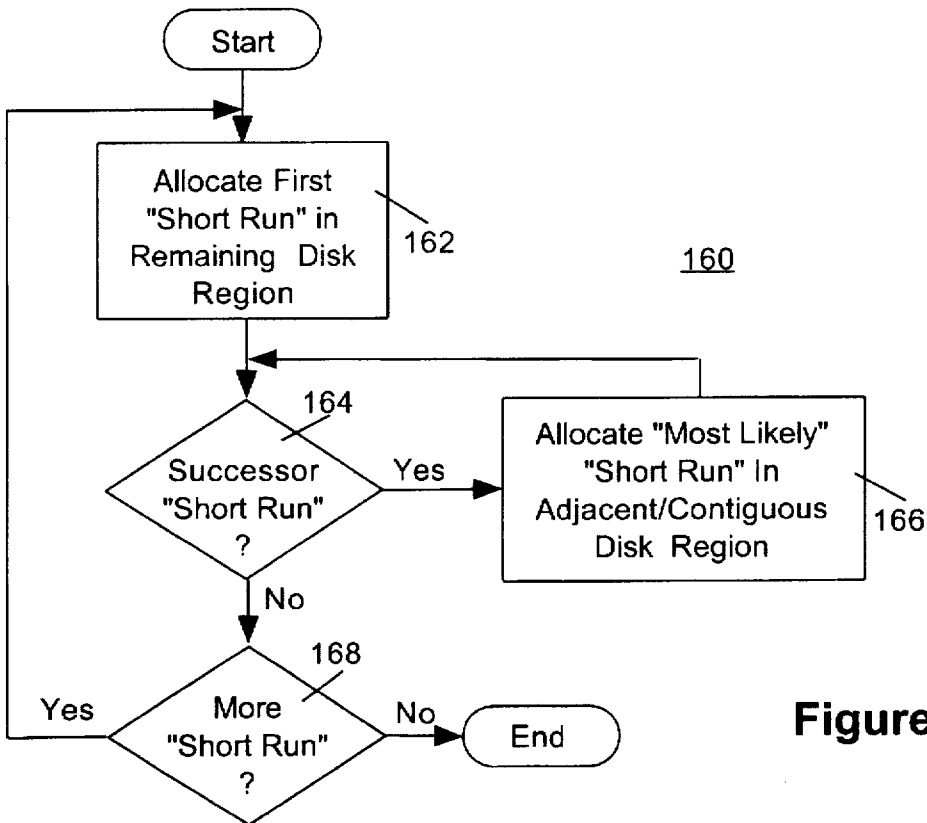 Start
Allocate First
"Short Run" in
Remaining Disk
Region
162
160
164
Successor
"Short Run"
?
Yes
Allocate "Most Likely"
"Short Run" In
Adjacent/Contiguous
Disk Region
166
No
168
More
"Short Run"
?
Yes
No
End
Figure